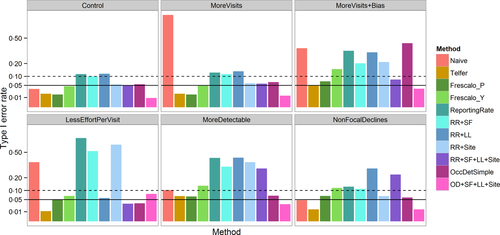 Control
MoreVisits
MoreVisits+Bias
0·50
0·20
0·10
0·05
0·01
LessEffortPerVisit
MoreDetectable
NonFocalDeclines
0·50
0·20
0·10
0·05
0·01
Type I error rate
Method
Method
Naive
Telfer
Frescalo_P
Frescalo_Y
ReportingRate
RR+SF
RR+LL
RR+Site
RR+SF+LL+Site
OccDetSimple
OD+SF+LL+Site